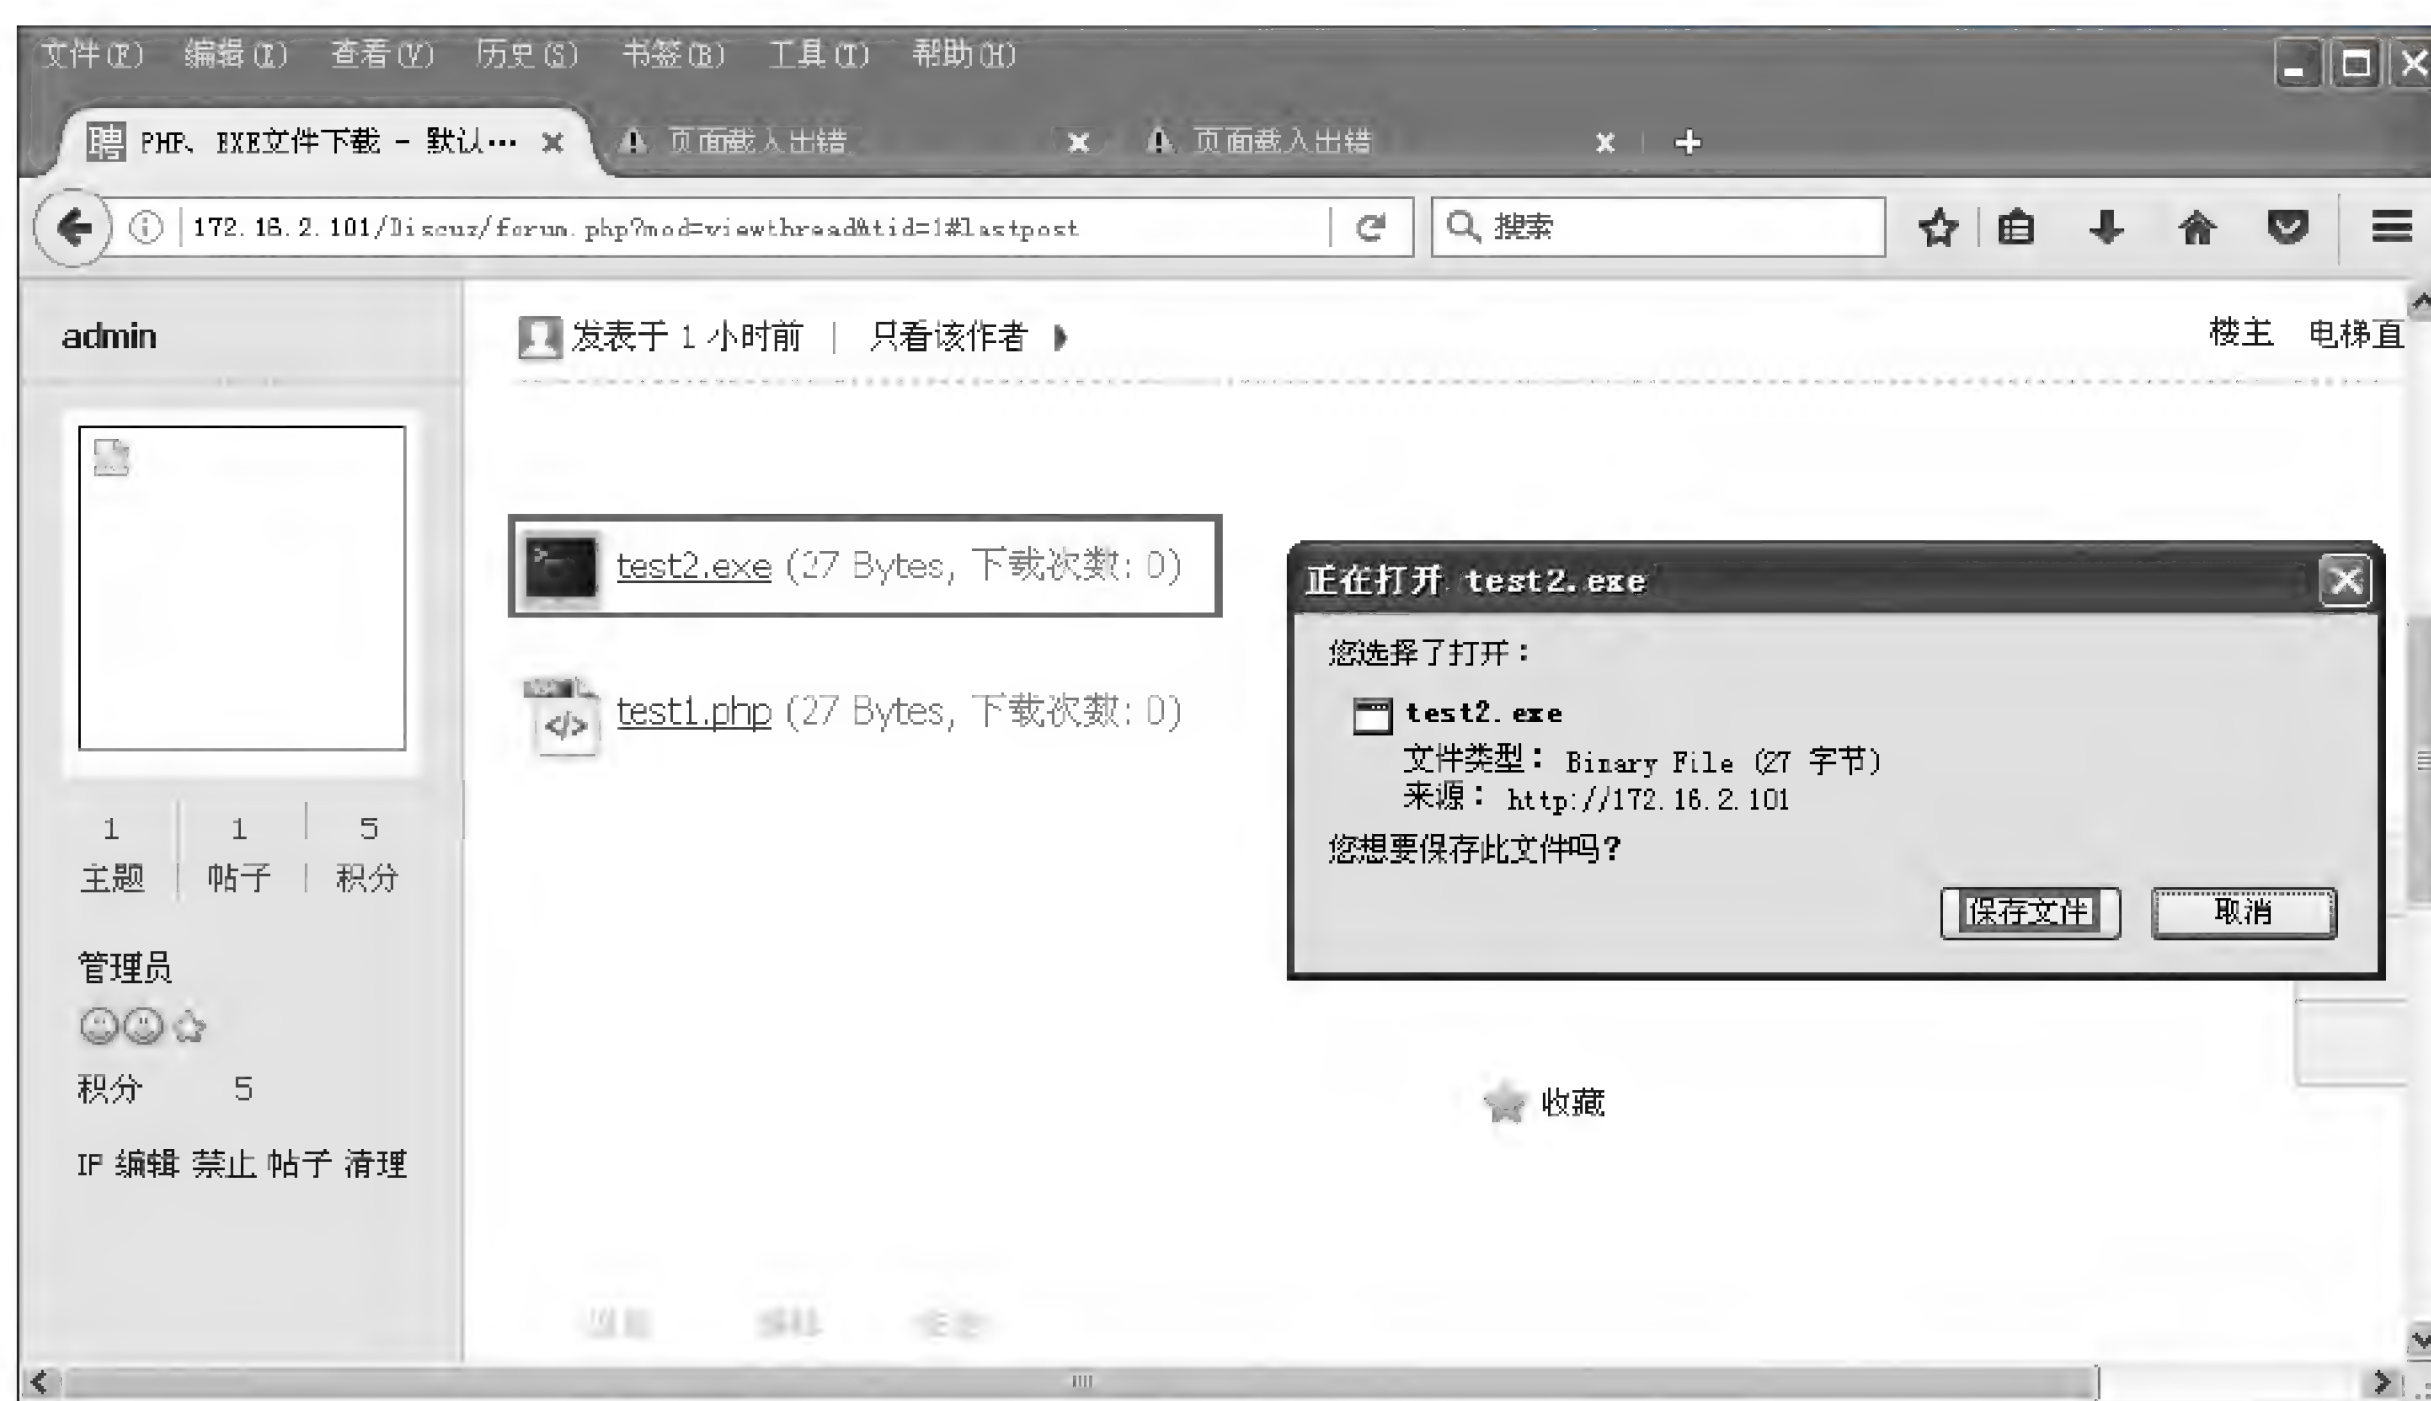 文件(F) 编辑(E) 查看(V) 历史(S) 书签(B) 工具(T) 帮助(H)
PHP、EXE文件下载 - 默认… 页面载入出错 页面载入出错
172.16.2.101/Discuz/forum.php?mod=viewthread&tid=1#lastpost 搜索
admin 发表于 1 小时前 | 只看该作者 楼主 电梯直
test2.exe (27 Bytes, 下载次数: 0)
test1.php (27 Bytes, 下载次数: 0)
正在打开 test2.exe
您选择了打开：
test2.exe
文件类型： Binary File (27 字节)
来源： http://172.16.2.101
您想要保存此文件吗?
保存文件 取消
1 1 5
主题 帖子 积分
管理员
积分 5
收藏
IP 编辑 禁止 帖子 清理